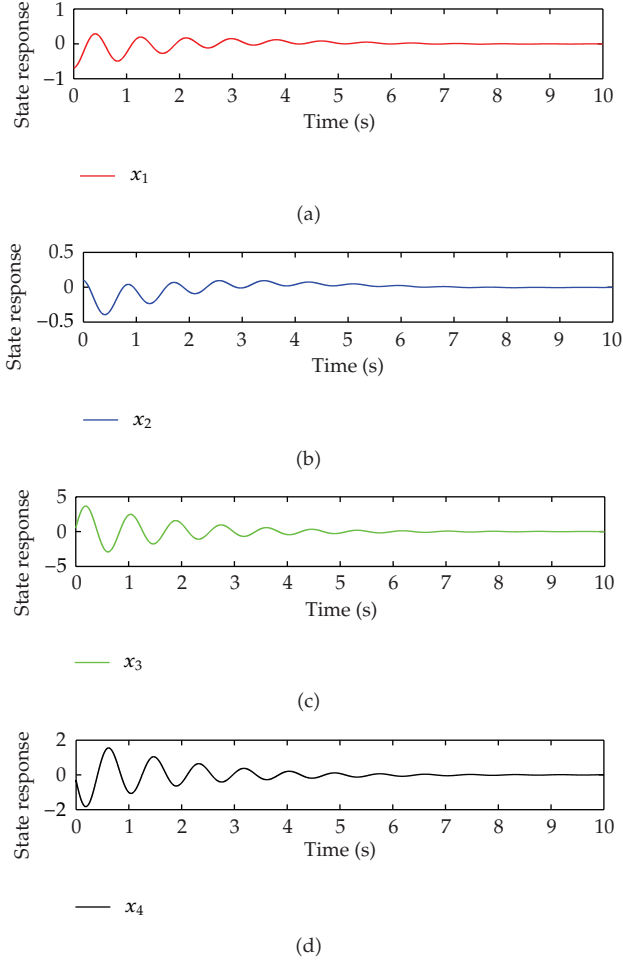 State response
1
0
−1
0 1 2 3 4 5 6 7 8 9 10
Time (s)
x1
(a)
State response
0.5
0
−0.5
0 1 2 3 4 5 6 7 8 9 10
Time (s)
x2
(b)
State response
5
0
−5
0 1 2 3 4 5 6 7 8 9 10
Time (s)
x3
(c)
State response
2
0
−2
0 1 2 3 4 5 6 7 8 9 10
Time (s)
x4
(d)